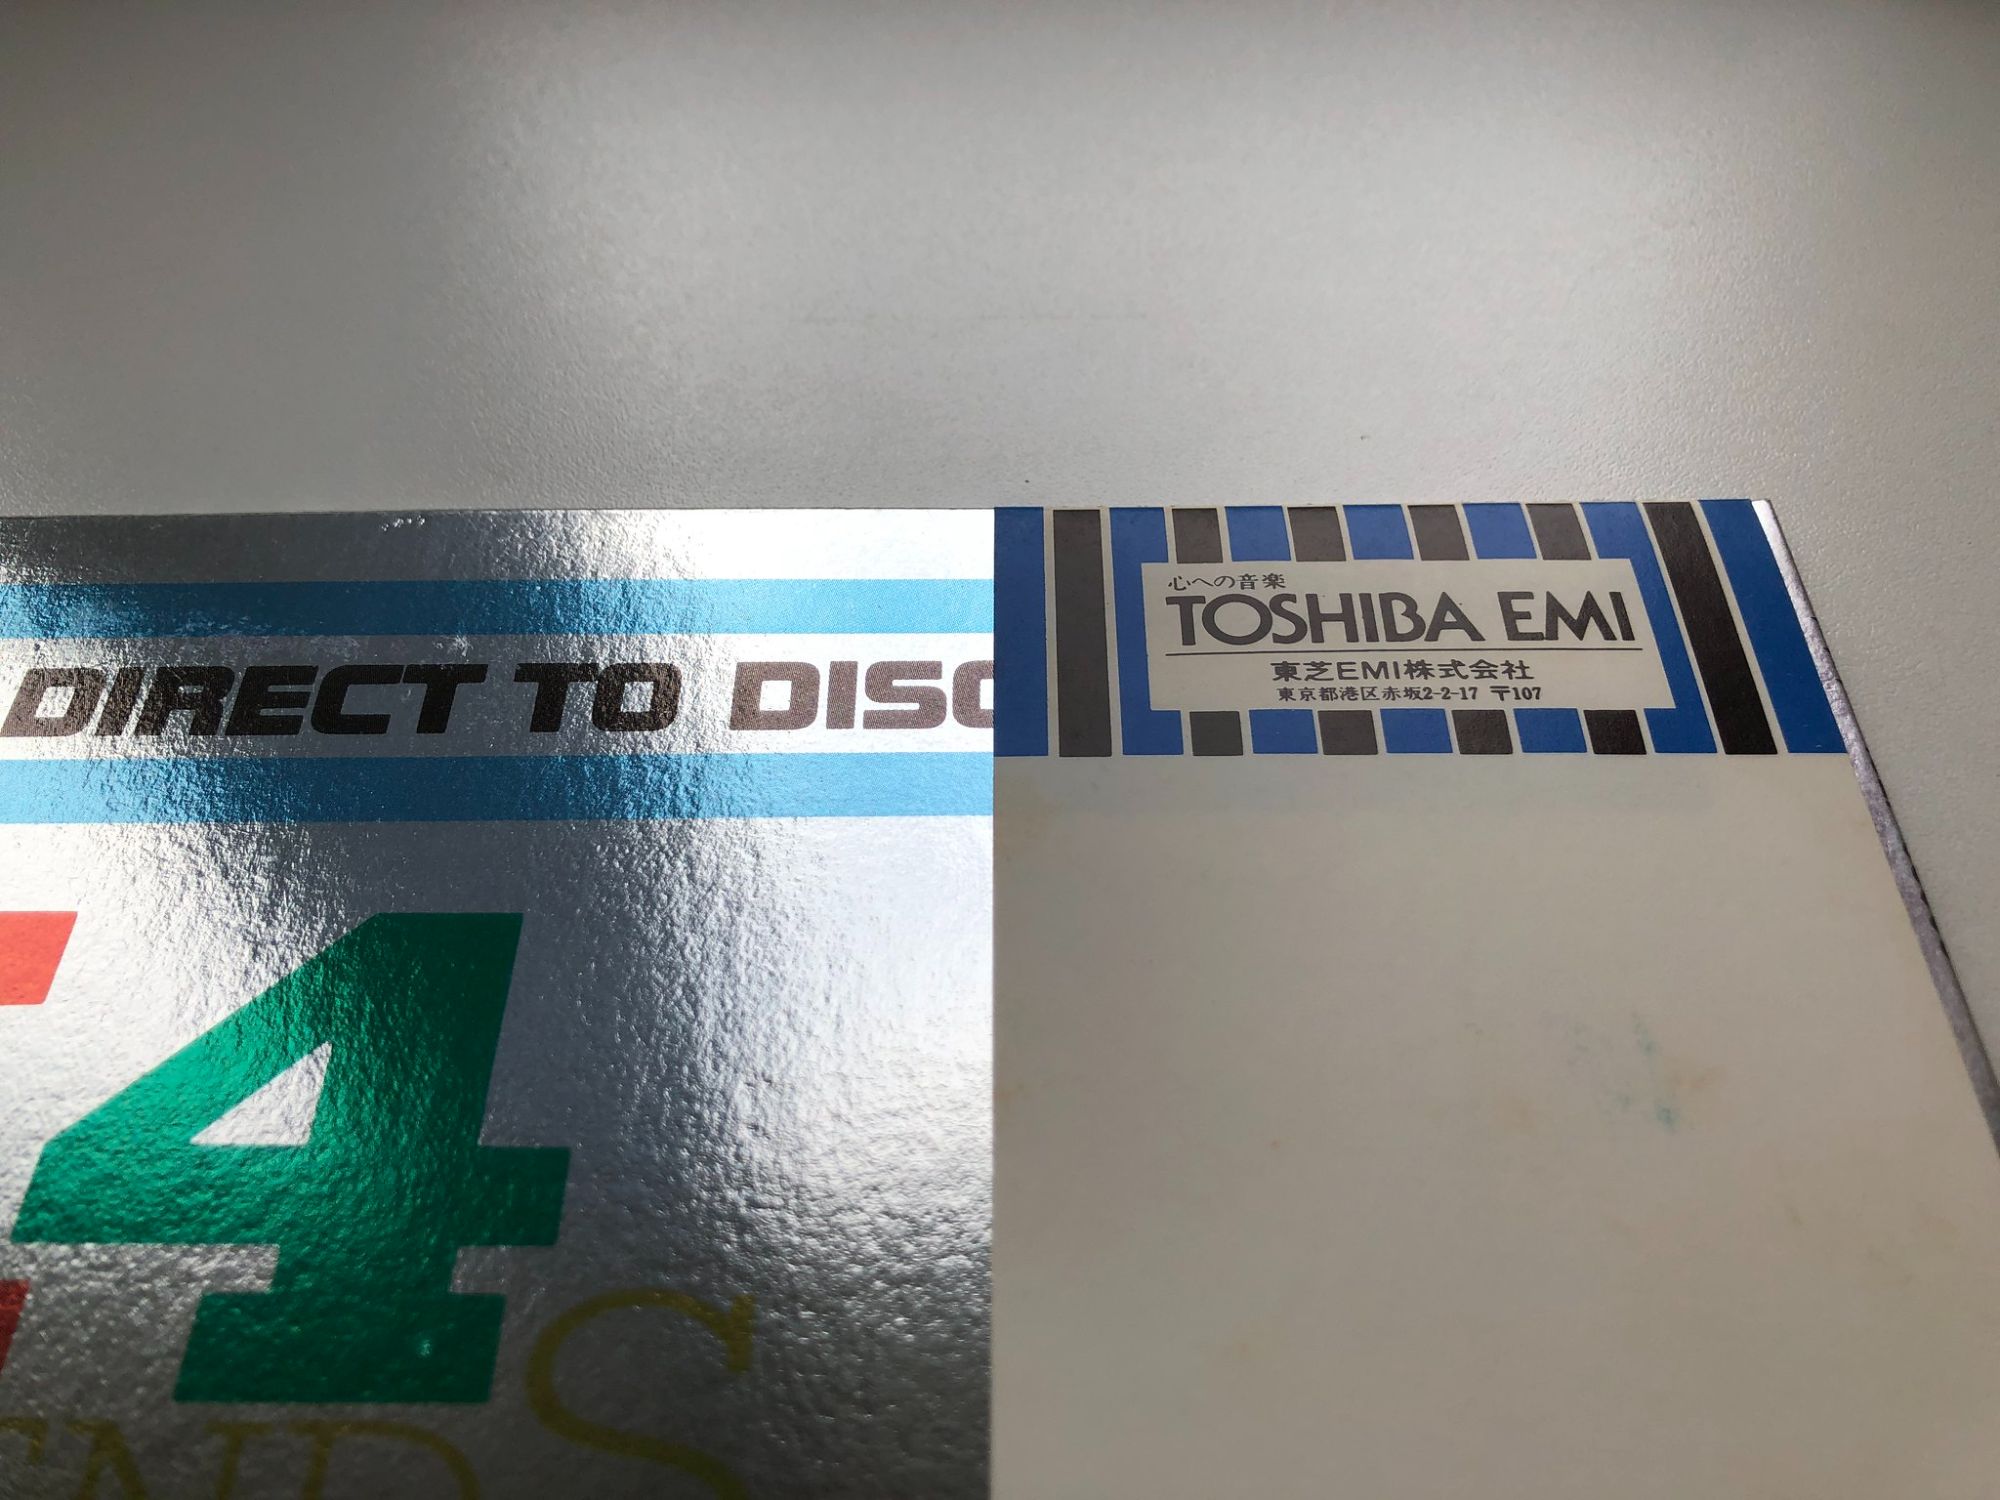 DIRECT TO DISC
4
ENDS
心への音楽
TOSHIBA EMI
東芝EMI株式会社
東京都港区赤坂2-2-17 〒107